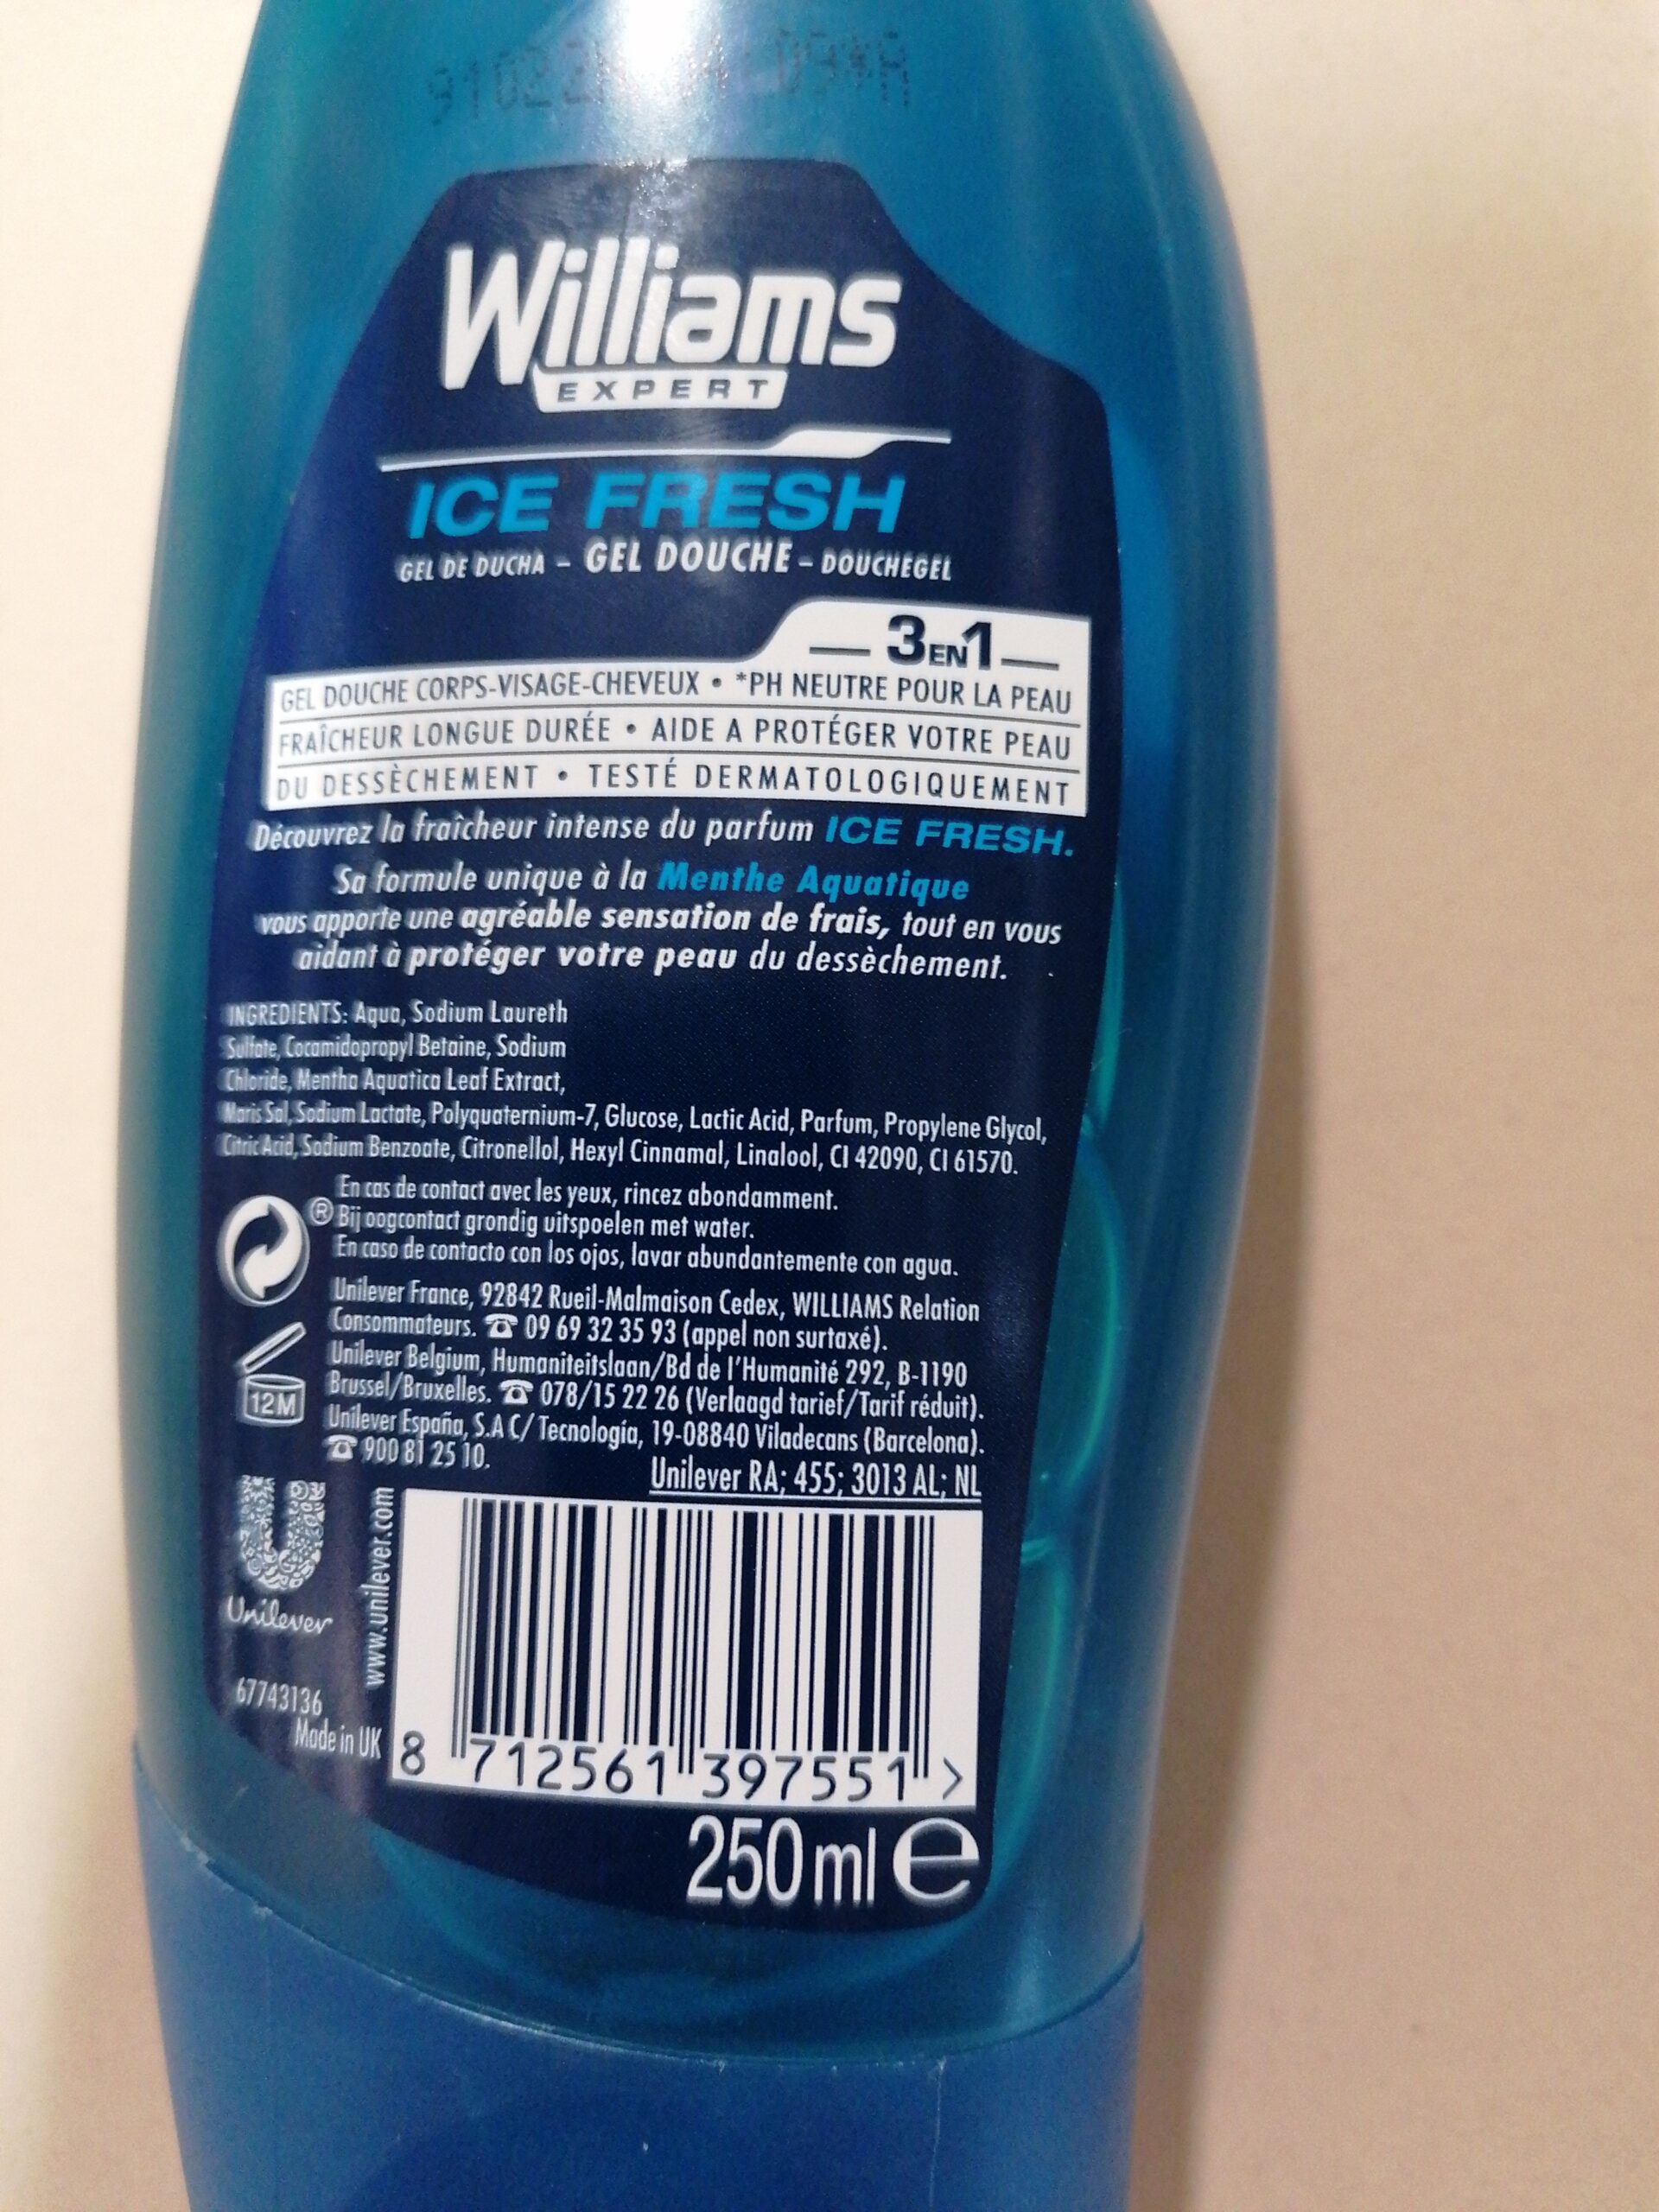 Williams
EXPERT
ICE FRESH
GEL DE DUCHA – GEL DOUCHE – DOUCHEGEL
3EN1
GEL DOUCHE CORPS-VISAGE-CHEVEUX • *PH NEUTRE POUR LA PEAU
FRAÎCHEUR LONGUE DURÉE • AIDE A PROTÉGER VOTRE PEAU
DU DESSÈCHEMENT • TESTÉ DERMATOLOGIQUEMENT
Découvrez la fraîcheur intense du parfum ICE FRESH.
Sa formule unique à la Menthe Aquatique
vous apporte une agréable sensation de frais, tout en vous
aidant à protéger votre peau du dessèchement.
INGREDIENTS: Aqua, Sodium Laureth
Sulfate, Cocamidopropyl Betaine, Sodium
Chloride, Mentha Aquatica Leaf Extract,
Maris Sal, Sodium Lactate, Polyquaternium-7, Glucose, Lactic Acid, Parfum, Propylene Glycol,
Citric Acid, Sodium Benzoate, Citronellol, Hexyl Cinnamal, Linalool, CI 42090, CI 61570.
En cas de contact avec les yeux, rincez abondamment.
® Bij oogcontact grondig uitspoelen met water.
En caso de contacto con los ojos, lavar abundantemente con agua.
Unilever France, 92842 Rueil-Malmaison Cedex, WILLIAMS Relation
Consommateurs. ☎ 09 69 32 35 93 (appel non surtaxé).
Unilever Belgium, Humaniteitslaan/Bd de l'Humanité 292, B-1190
Brussel/Bruxelles. ☎ 078/15 22 26 (Verlaagd tarief/Tarif réduit).
Unilever España, S.A C/ Tecnología, 19-08840 Viladecans (Barcelona).
☎ 900 81 25 10.
Unilever RA; 455; 3013 AL; NL
12M
Unilever
www.unilever.com
67743136
Made in UK
8 712561 397551 >
250 ml e